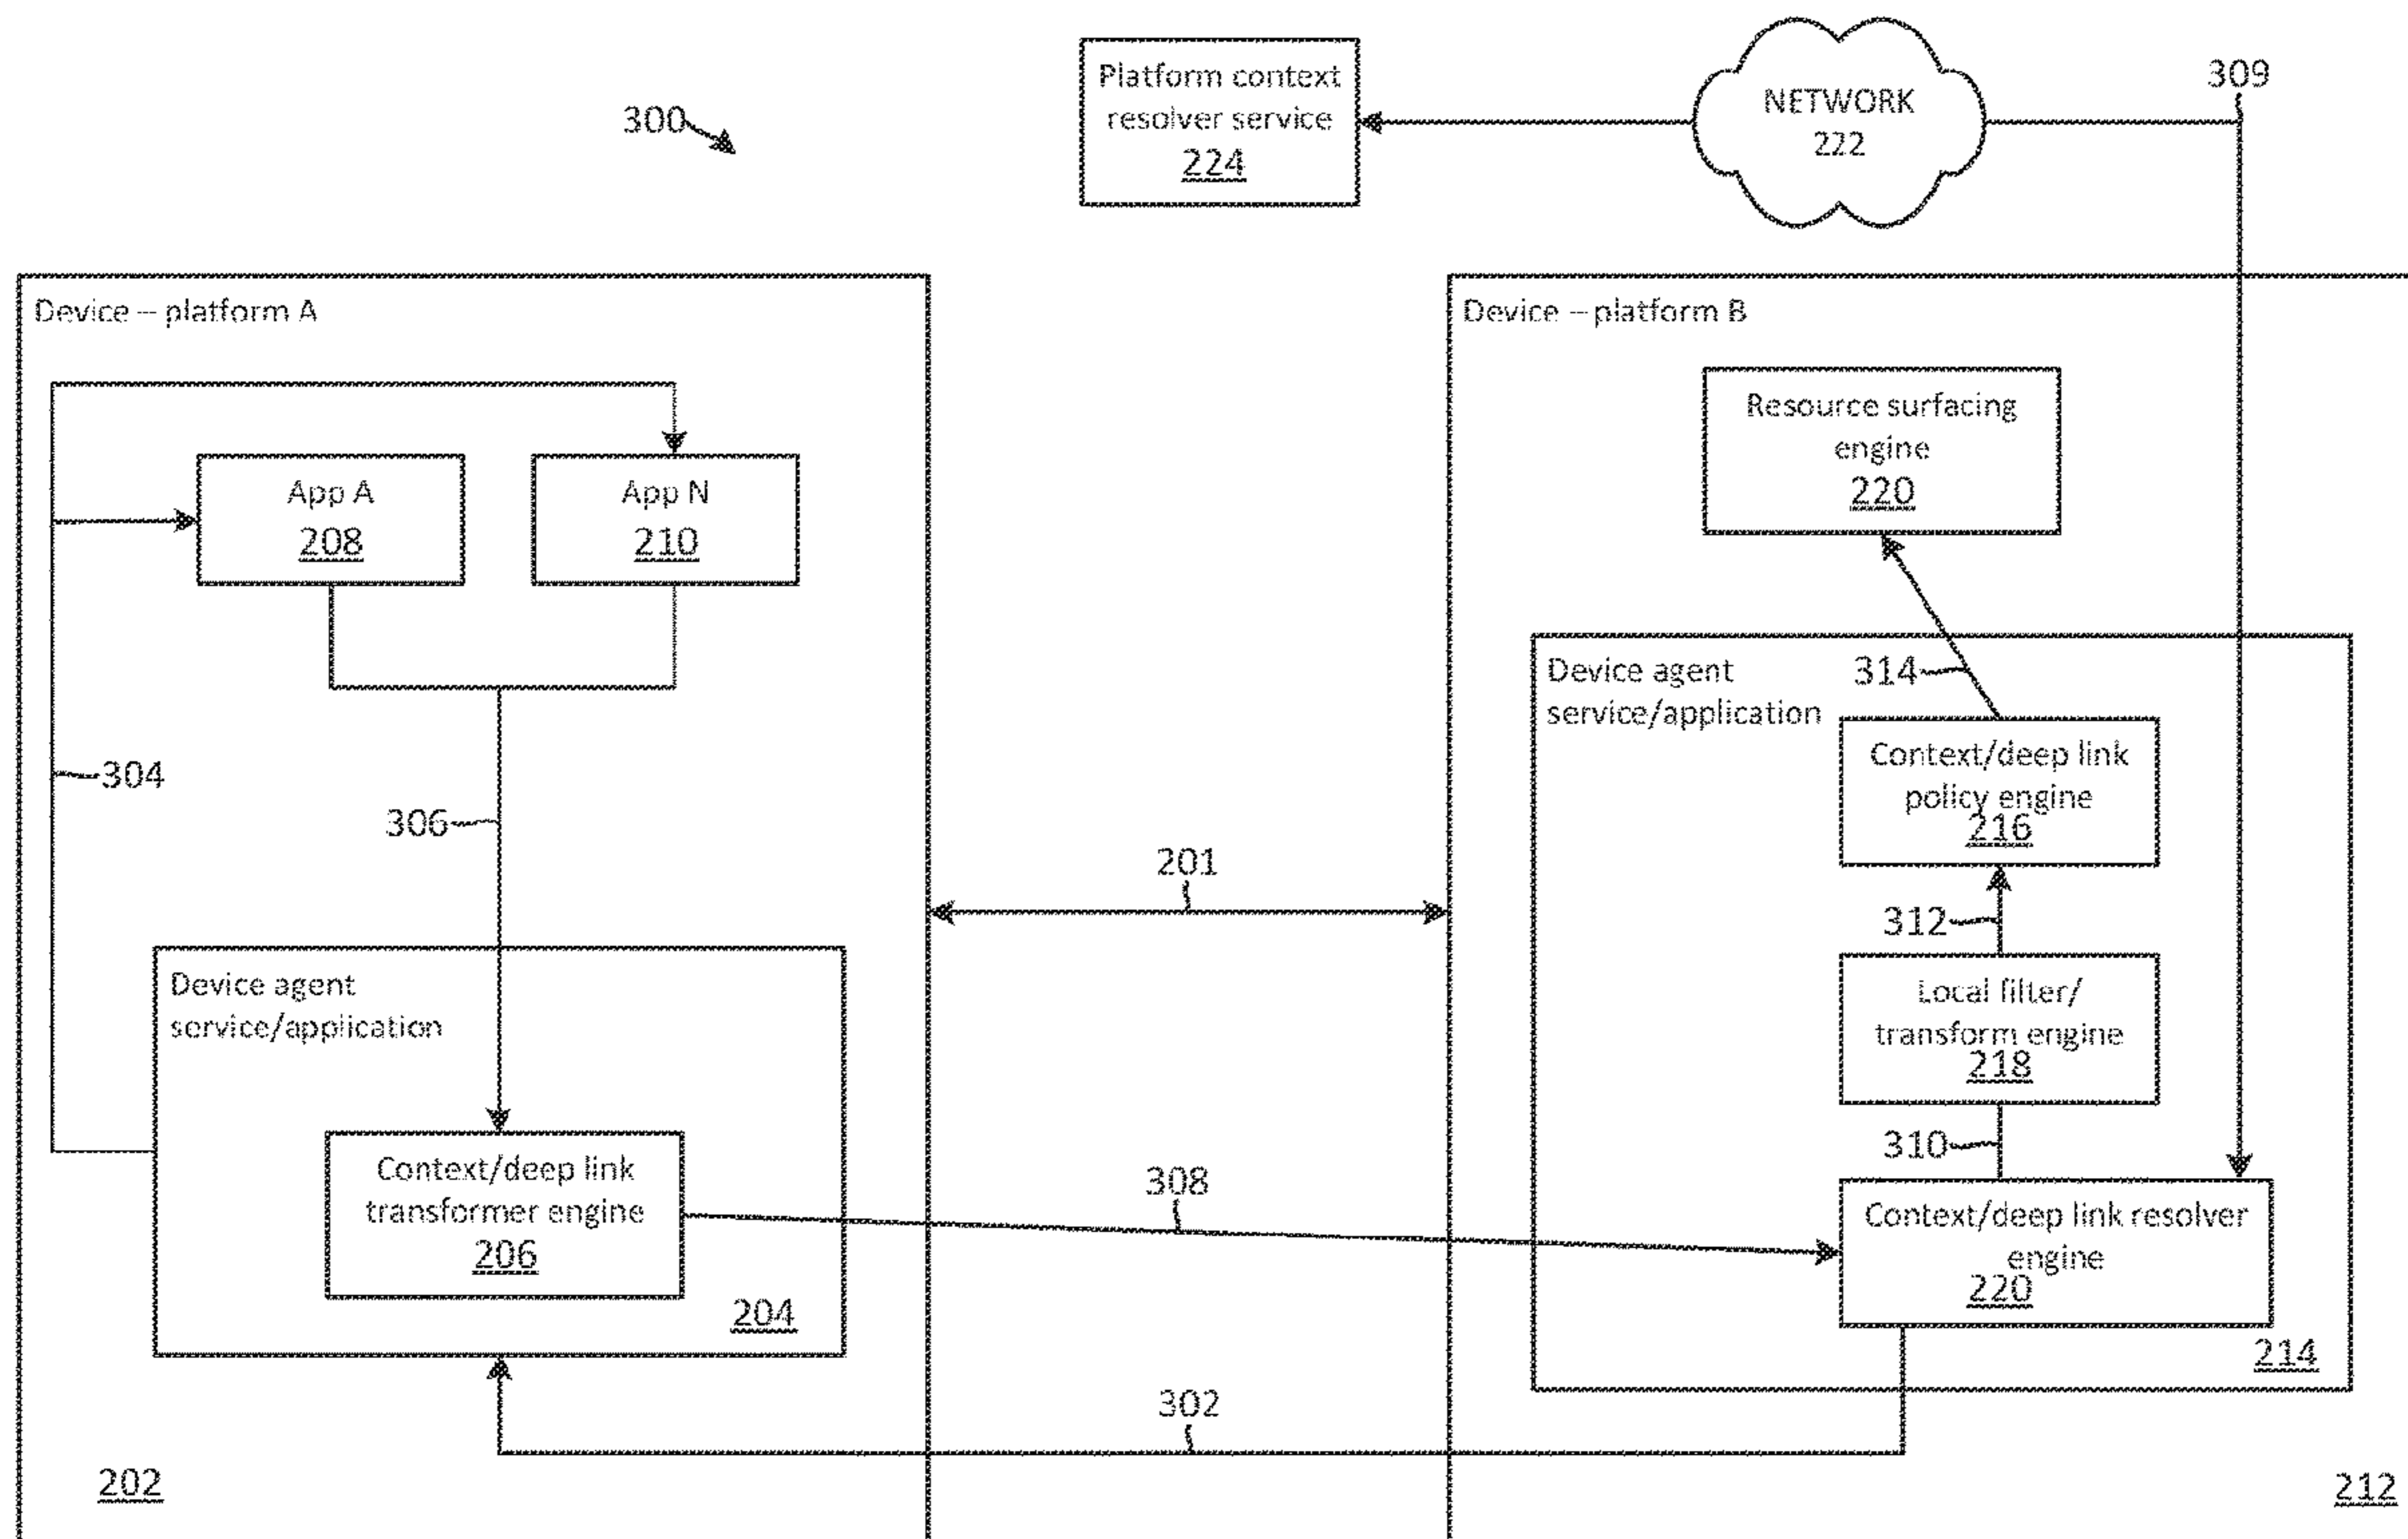 300
Platform context
resolver service
224
NETWORK
222
309
Device – platform A
App A
208
App N
210
304
306
Device agent
service/application
Context/deep link
transformer engine
206
204
202
201
308
302
Device – platform B
Resource surfacing
engine
220
314
Device agent
service/application
Context/deep link
policy engine
216
312
Local filter/
transform engine
218
310
Context/deep link resolver
engine
220
214
212